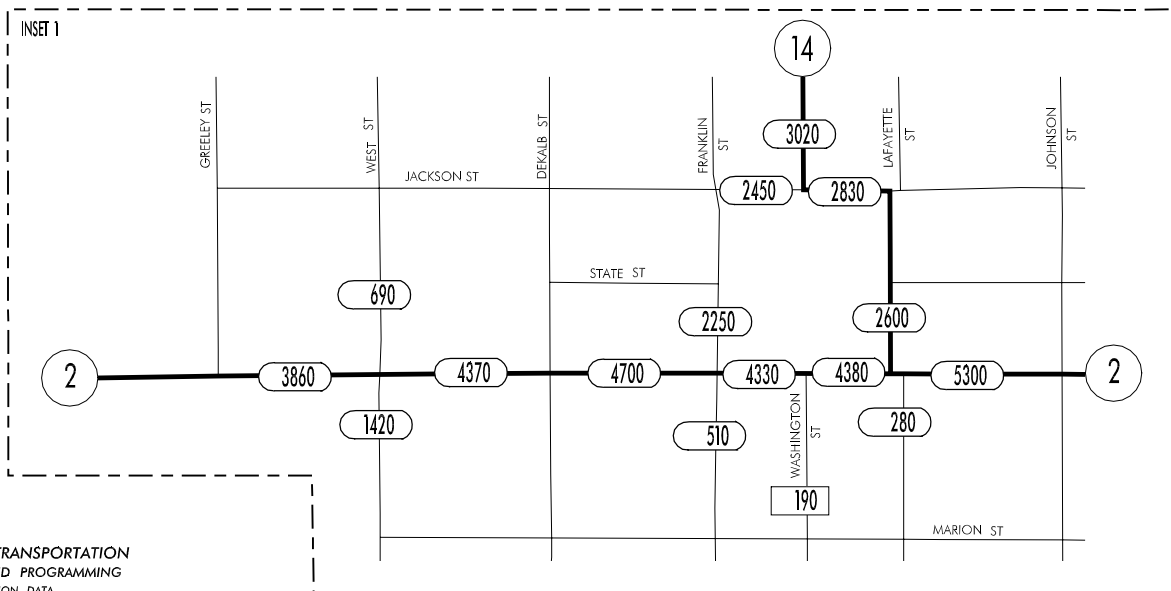 INSET 1
14
GREELEY ST
WEST ST
DEKALB ST
FRANKLIN ST
LAFAYETTE ST
JOHNSON ST
3020
JACKSON ST
2450
2830
STATE ST
690
2250
2600
2
3860
4370
4700
4330
4380
5300
2
1420
510
WASHINGTON ST
280
190
MARION ST
TRANSPORTATION
D PROGRAMMING
ION DATA